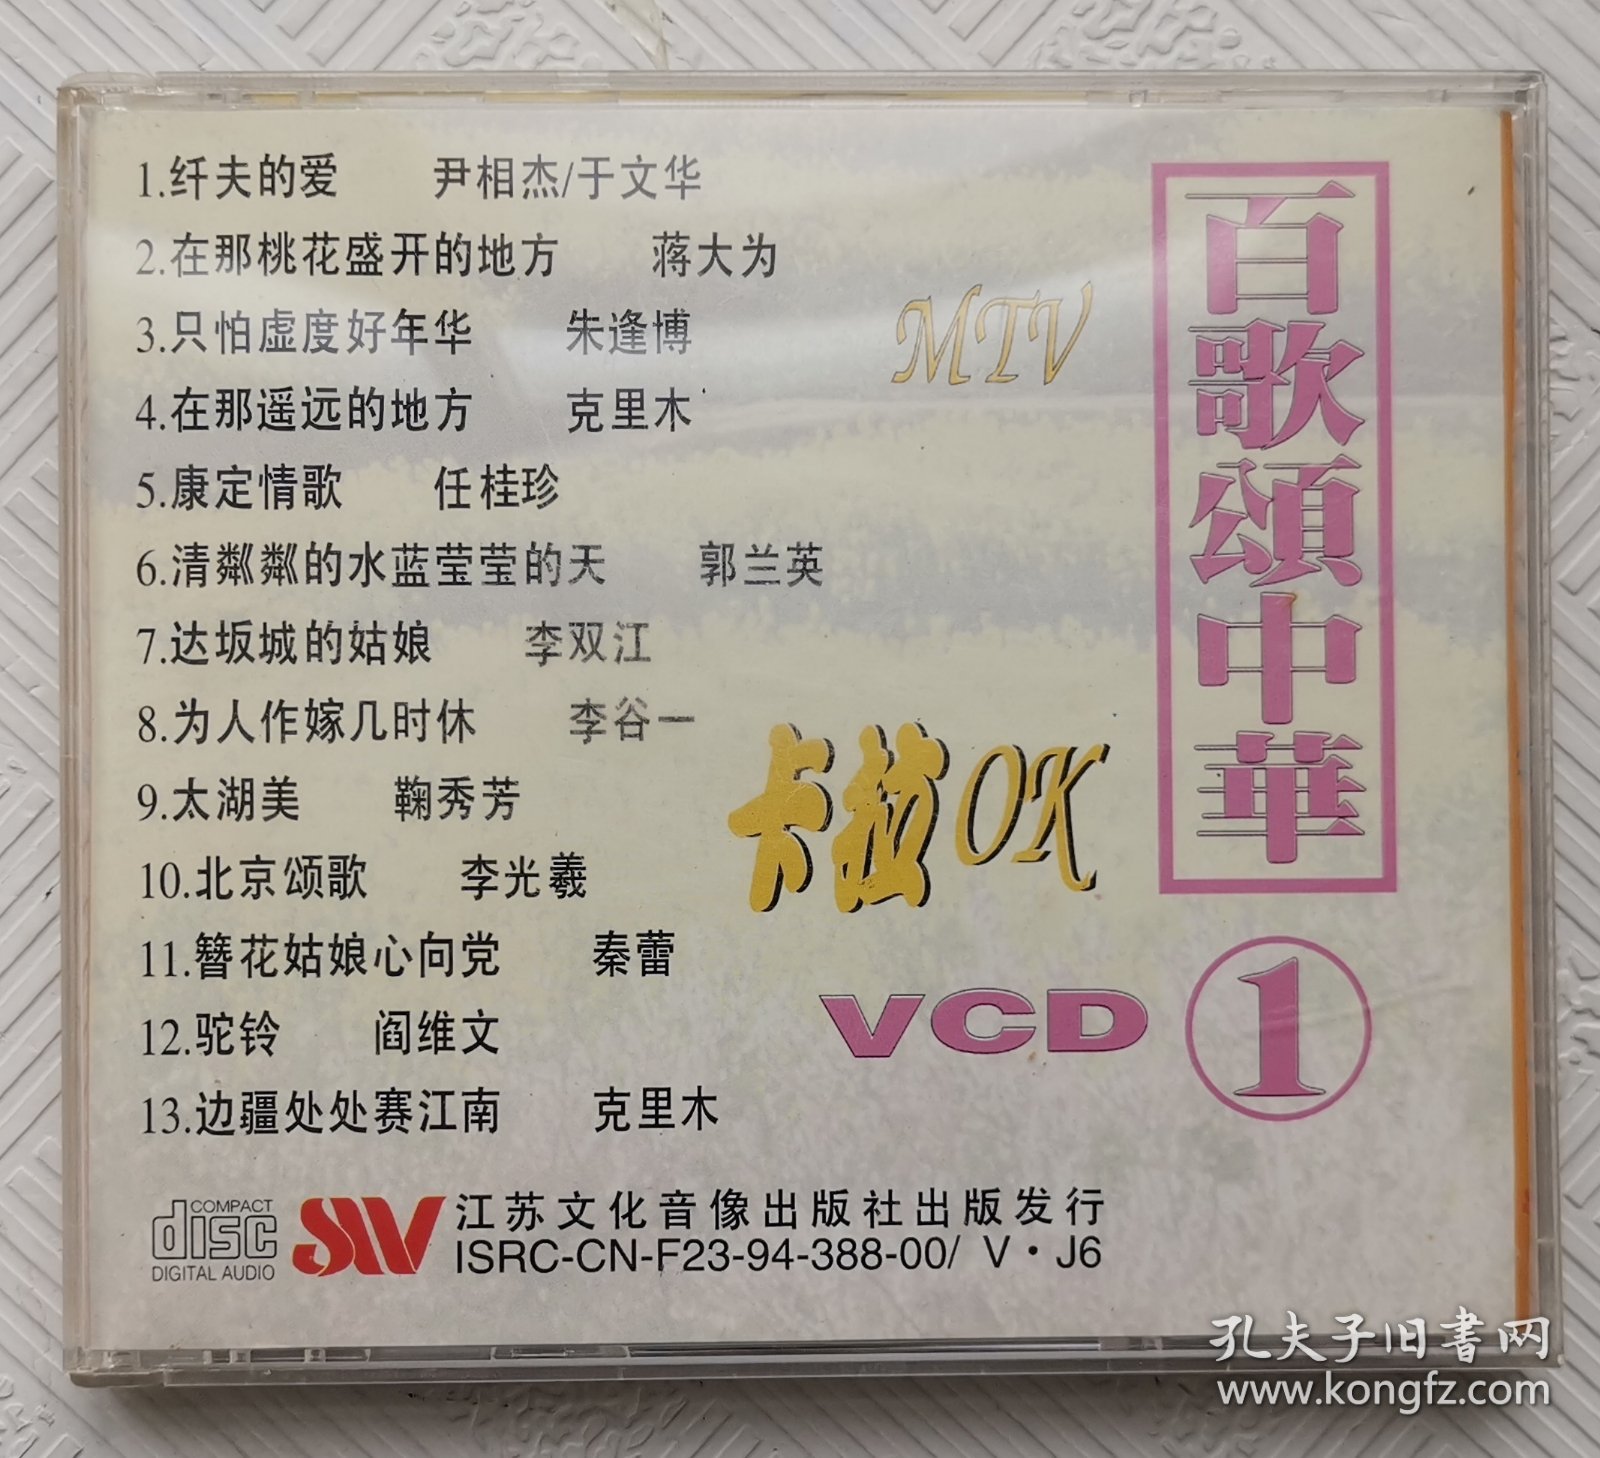 1.纤夫的爱 尹相杰/于文华
2.在那桃花盛开的地方 蒋大为
3.只怕虚度好年华 朱逢博
4.在那遥远的地方 克里木
5.康定情歌 任桂珍
6.清粼粼的水蓝莹莹的天 郭兰英
7.达坂城的姑娘 李双江
8.为人作嫁几时休 李谷一
9.太湖美 鞠秀芳
10.北京颂歌 李光羲
11.簪花姑娘心向党 秦蕾
12.驼铃 阎维文
13.边疆处处赛江南 克里木
MTV
卡拉OK
百歌頌中華
VCD 1
COMPACT
disc
DIGITAL AUDIO
江苏文化音像出版社出版发行
ISRC-CN-F23-94-388-00/ V·J6
孔夫子旧书网
www.kongfz.com